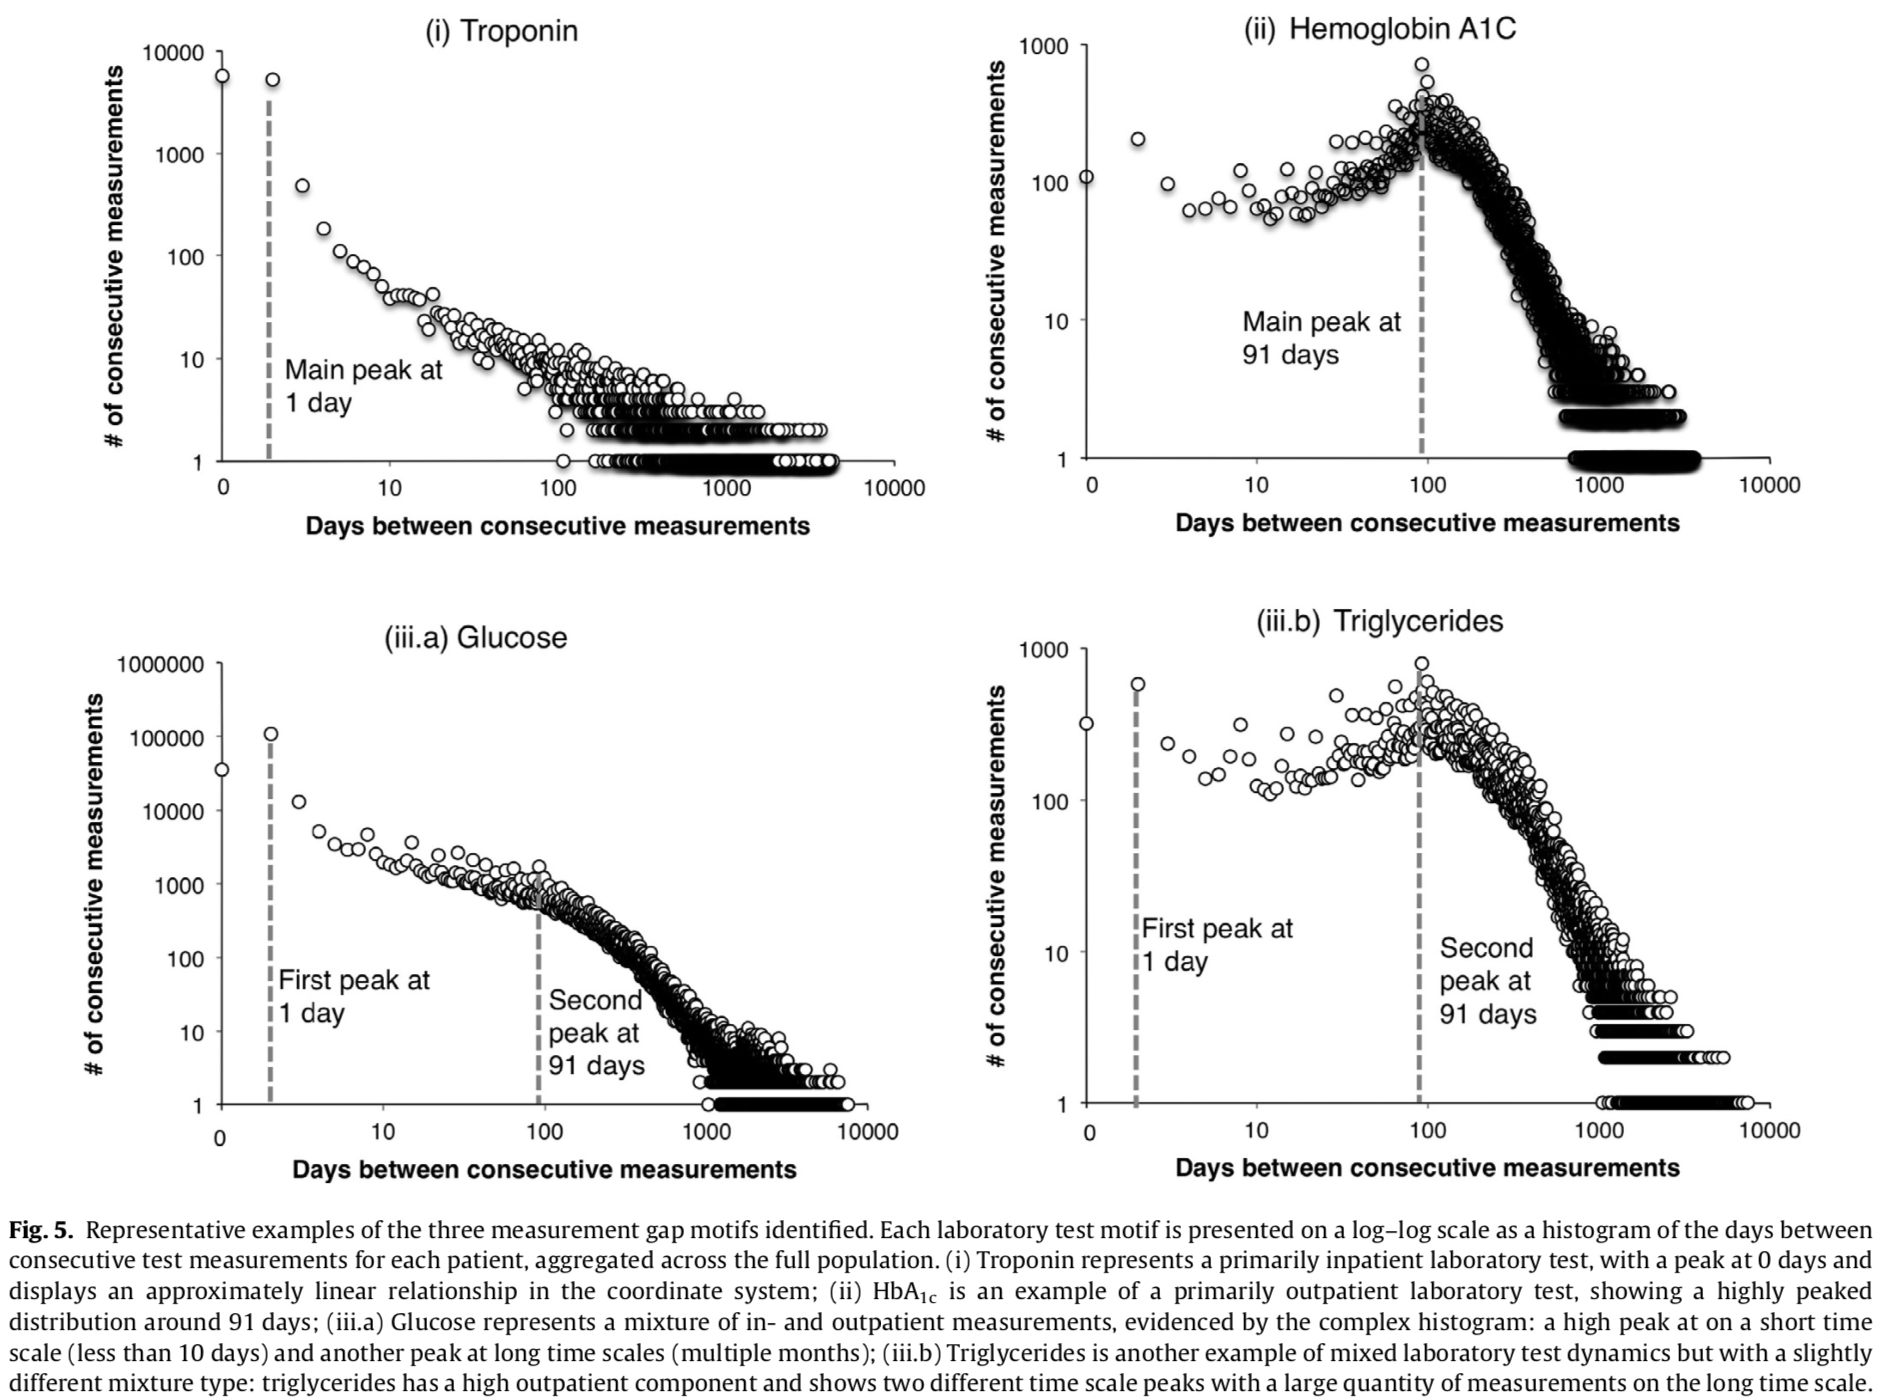 (i) Troponin
10000
1000
100
10
1
# of consecutive measurements
Main peak at
1 day
0 10 100 1000 10000
Days between consecutive measurements
(ii) Hemoglobin A1C
1000
100
10
1
# of consecutive measurements
Main peak at
91 days
0 10 100 1000 10000
Days between consecutive measurements
(iii.a) Glucose
1000000
100000
10000
1000
100
10
1
# of consecutive measurements
First peak at
1 day
Second
peak at
91 days
0 10 100 1000 10000
Days between consecutive measurements
(iii.b) Triglycerides
1000
100
10
1
# of consecutive measurements
First peak at
1 day
Second
peak at
91 days
0 10 100 1000 10000
Days between consecutive measurements
Fig. 5. Representative examples of the three measurement gap motifs identified. Each laboratory test motif is presented on a log–log scale as a histogram of the days between
consecutive test measurements for each patient, aggregated across the full population. (i) Troponin represents a primarily inpatient laboratory test, with a peak at 0 days and
displays an approximately linear relationship in the coordinate system; (ii) HbA1c is an example of a primarily outpatient laboratory test, showing a highly peaked
distribution around 91 days; (iii.a) Glucose represents a mixture of in- and outpatient measurements, evidenced by the complex histogram: a high peak at on a short time
scale (less than 10 days) and another peak at long time scales (multiple months); (iii.b) Triglycerides is another example of mixed laboratory test dynamics but with a slightly
different mixture type: triglycerides has a high outpatient component and shows two different time scale peaks with a large quantity of measurements on the long time scale.